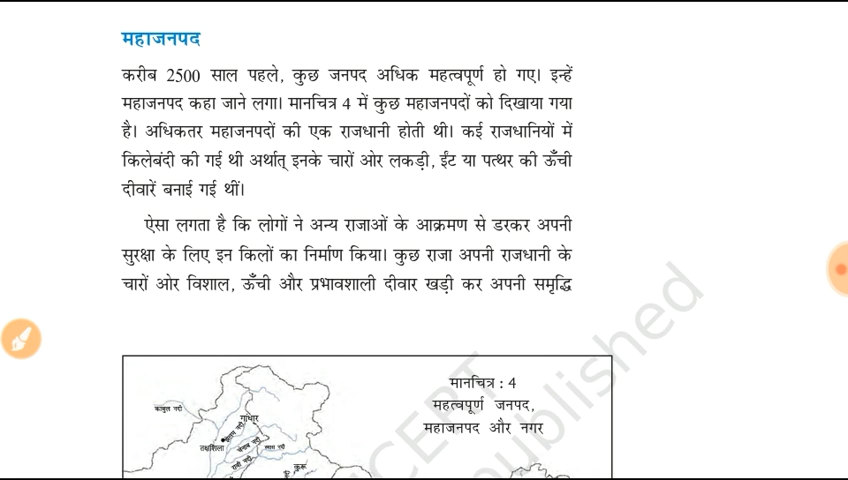 महाजनपद
करीब 2500 साल पहले, कुछ जनपद अधिक महत्वपूर्ण हो गए। इन्हें
महाजनपद कहा जाने लगा। मानचित्र 4 में कुछ महाजनपदों को दिखाया गया
है। अधिकतर महाजनपदों की एक राजधानी होती थी। कई राजधानियों में
किलेबंदी की गई थी अर्थात् इनके चारों ओर लकड़ी, ईंट या पत्थर की ऊँची
दीवारें बनाई गई थीं।
ऐसा लगता है कि लोगों ने अन्य राजाओं के आक्रमण से डरकर अपनी
सुरक्षा के लिए इन किलों का निर्माण किया। कुछ राजा अपनी राजधानी के
चारों ओर विशाल, ऊँची और प्रभावशाली दीवार खड़ी कर अपनी समृद्धि
मानचित्र : 4
महत्वपूर्ण जनपद,
महाजनपद और नगर
काबुल नदी
गांधार
तक्षशिला
कुरू
NCERT
published